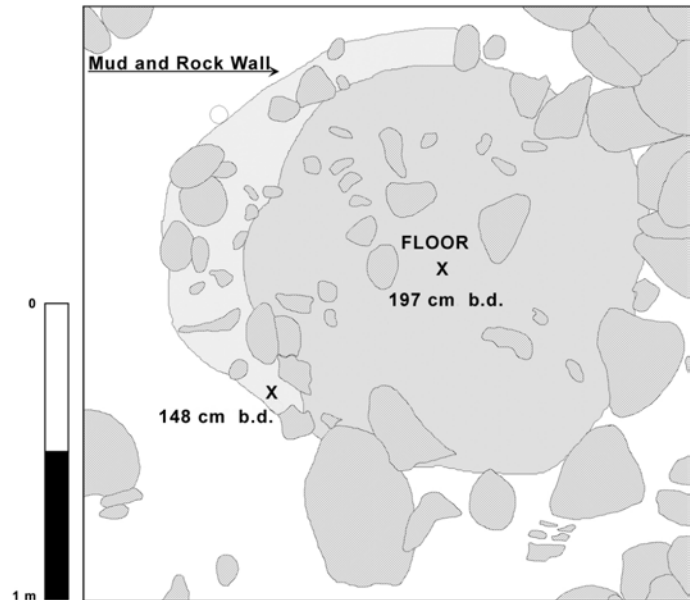 Mud and Rock Wall
FLOOR
X
197 cm b.d.
0
X
148 cm b.d.
1 m